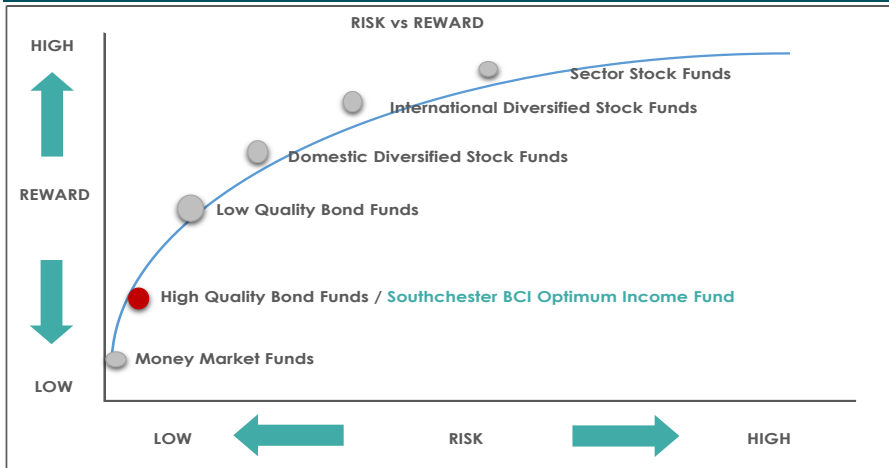 RISK vs REWARD
HIGH
Sector Stock Funds
International Diversified Stock Funds
Domestic Diversified Stock Funds
REWARD
Low Quality Bond Funds
High Quality Bond Funds / Southchester BCI Optimum Income Fund
Money Market Funds
LOW
LOW
RISK
HIGH